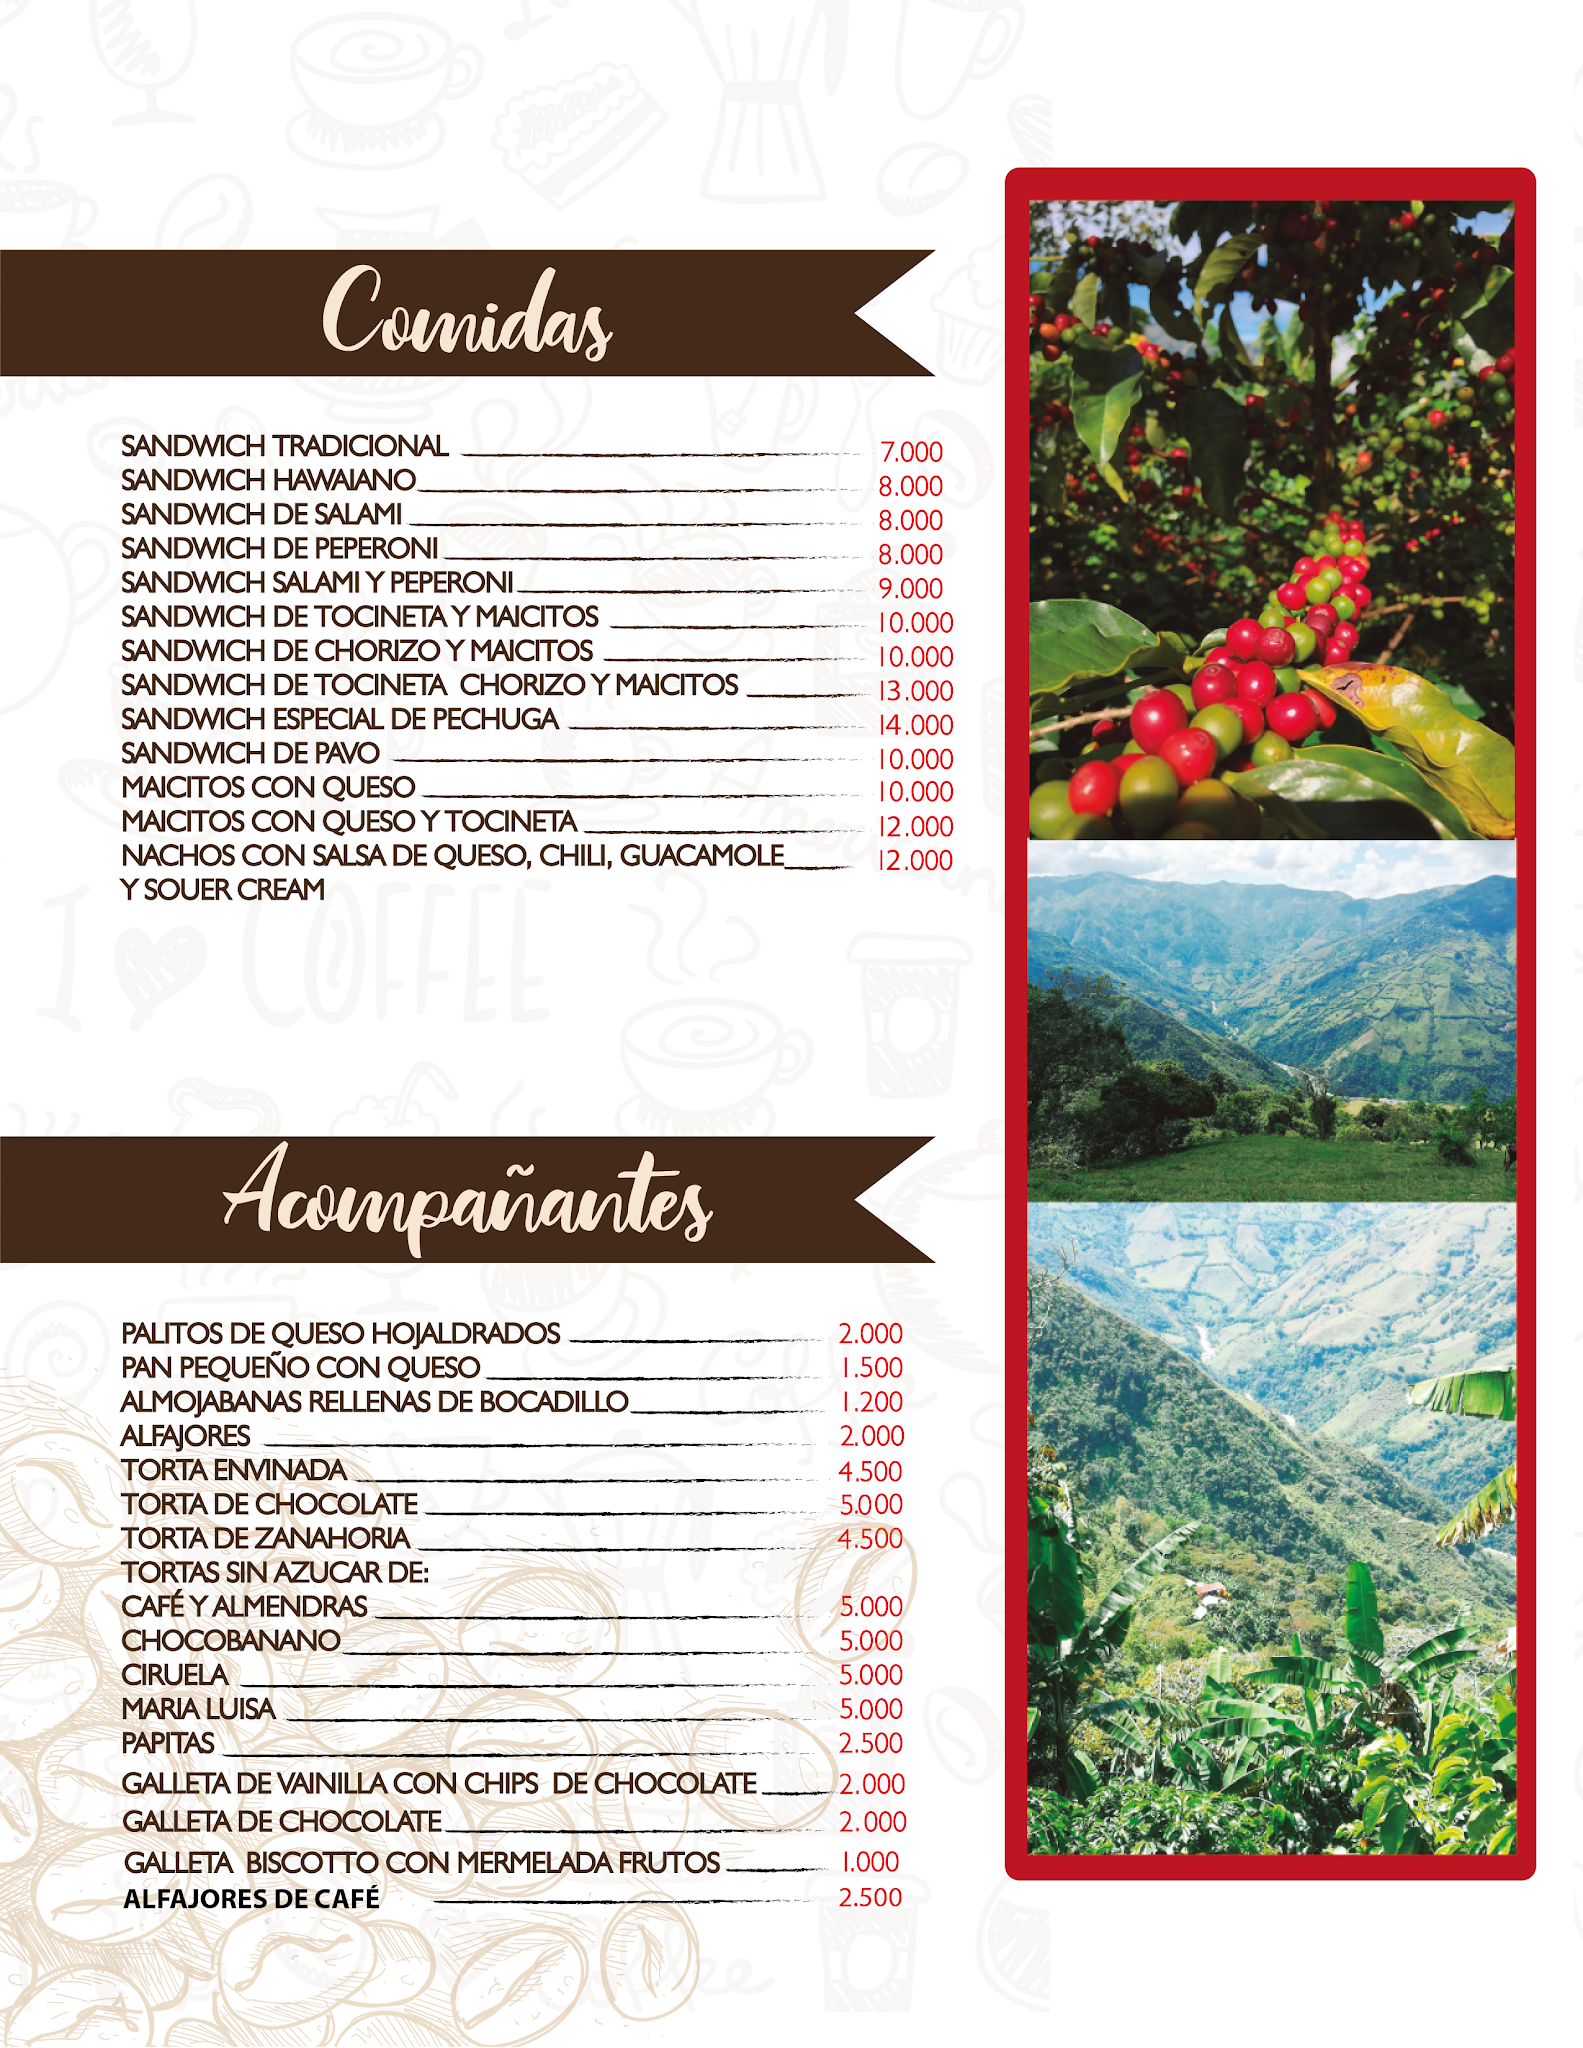 Comidas
SANDWICH TRADICIONAL 7.000
SANDWICH HAWAIANO 8.000
SANDWICH DE SALAMI 8.000
SANDWICH DE PEPERONI 8.000
SANDWICH SALAMI Y PEPERONI 9.000
SANDWICH DE TOCINETA Y MAICITOS 10.000
SANDWICH DE CHORIZO Y MAICITOS 10.000
SANDWICH DE TOCINETA CHORIZO Y MAICITOS 13.000
SANDWICH ESPECIAL DE PECHUGA 14.000
SANDWICH DE PAVO 10.000
MAICITOS CON QUESO 10.000
MAICITOS CON QUESO Y TOCINETA 12.000
NACHOS CON SALSA DE QUESO, CHILI, GUACAMOLE 12.000
Y SOUER CREAM
I COFFEE
Acompañantes
PALITOS DE QUESO HOJALDRADOS 2.000
PAN PEQUEÑO CON QUESO 1.500
ALMOJABANAS RELLENAS DE BOCADILLO 1.200
ALFAJORES 2.000
TORTA ENVINADA 4.500
TORTA DE CHOCOLATE 5.000
TORTA DE ZANAHORIA 4.500
TORTAS SIN AZUCAR DE:
CAFÉ Y ALMENDRAS 5.000
CHOCOBANANO 5.000
CIRUELA 5.000
MARIA LUISA 5.000
PAPITAS 2.500
GALLETA DE VAINILLA CON CHIPS DE CHOCOLATE 2.000
GALLETA DE CHOCOLATE 2.000
GALLETA BISCOTTO CON MERMELADA FRUTOS 1.000
ALFAJORES DE CAFÉ 2.500